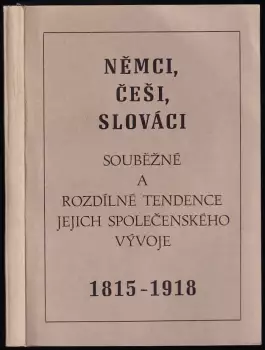 NĚMCI,
ČEŠI,
SLOVÁCI
SOUBĚŽNÉ
A
ROZDÍLNÉ TENDENCE
JEJICH SPOLEČENSKÉHO
VÝVOJE
1815-1918